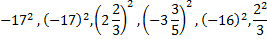 −17², (−17)², (2 2/3)², (−3 3/5)², (−16)², 2²/3